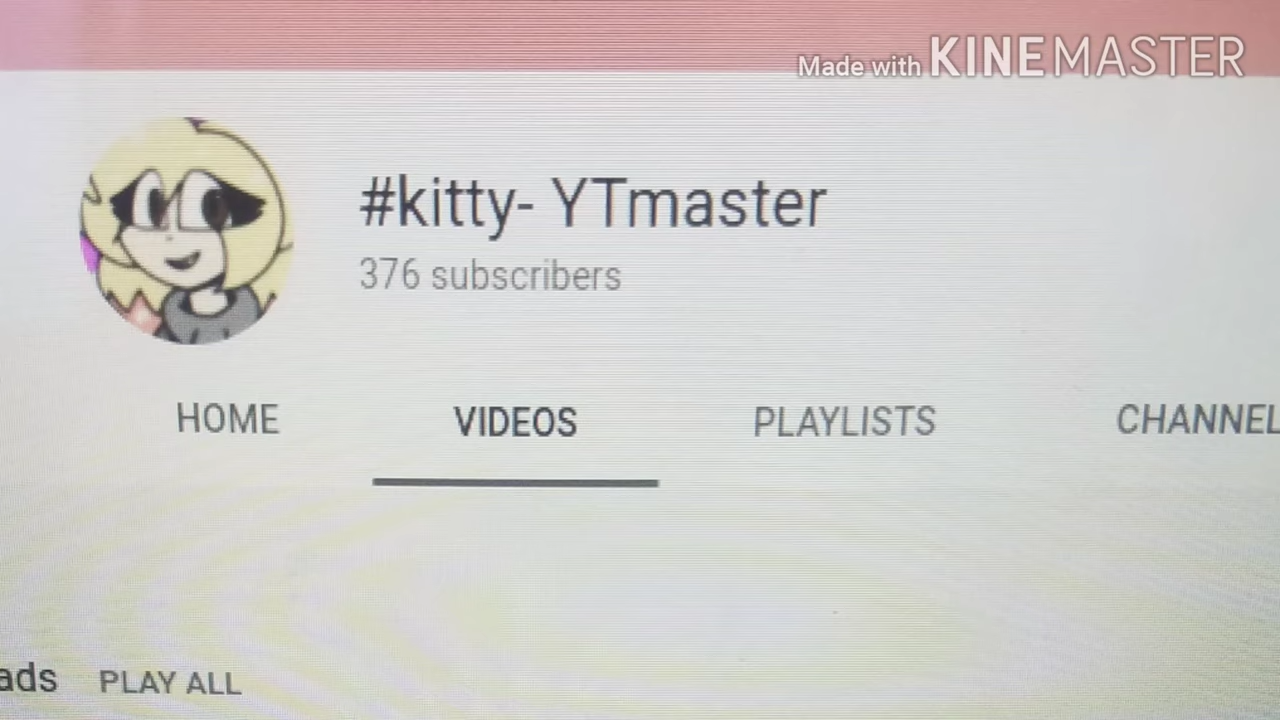 Made with KINEMASTER
#kitty- YTmaster
376 subscribers
HOME VIDEOS PLAYLISTS CHANNEL
ads PLAY ALL